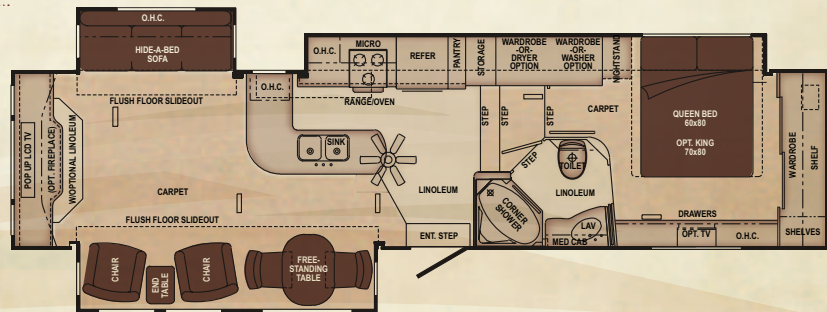 O.H.C.
HIDE-A-BED
SOFA
FLUSH FLOOR SLIDEOUT
POP UP LCD TV
(OPT. FIREPLACE)
W/OPTIONAL LINOLEUM
CARPET
FLUSH FLOOR SLIDEOUT
CHAIR
END
TABLE
CHAIR
FREE-
STANDING
TABLE
O.H.C.
O.H.C.
MICRO
RANGE/OVEN
REFER
PANTRY
STORAGE
SINK
LINOLEUM
ENT. STEP
WARDROBE
-OR-
DRYER
OPTION
WARDROBE
-OR-
WASHER
OPTION
NIGHTSTAND
STEP
STEP
STEP
STEP
CARPET
TOILET
LINOLEUM
CORNER
SHOWER
LAV
MED CAB
QUEEN BED
60x80
OPT. KING
70x80
DRAWERS
OPT. TV
O.H.C.
WARDROBE
SHELF
SHELVES